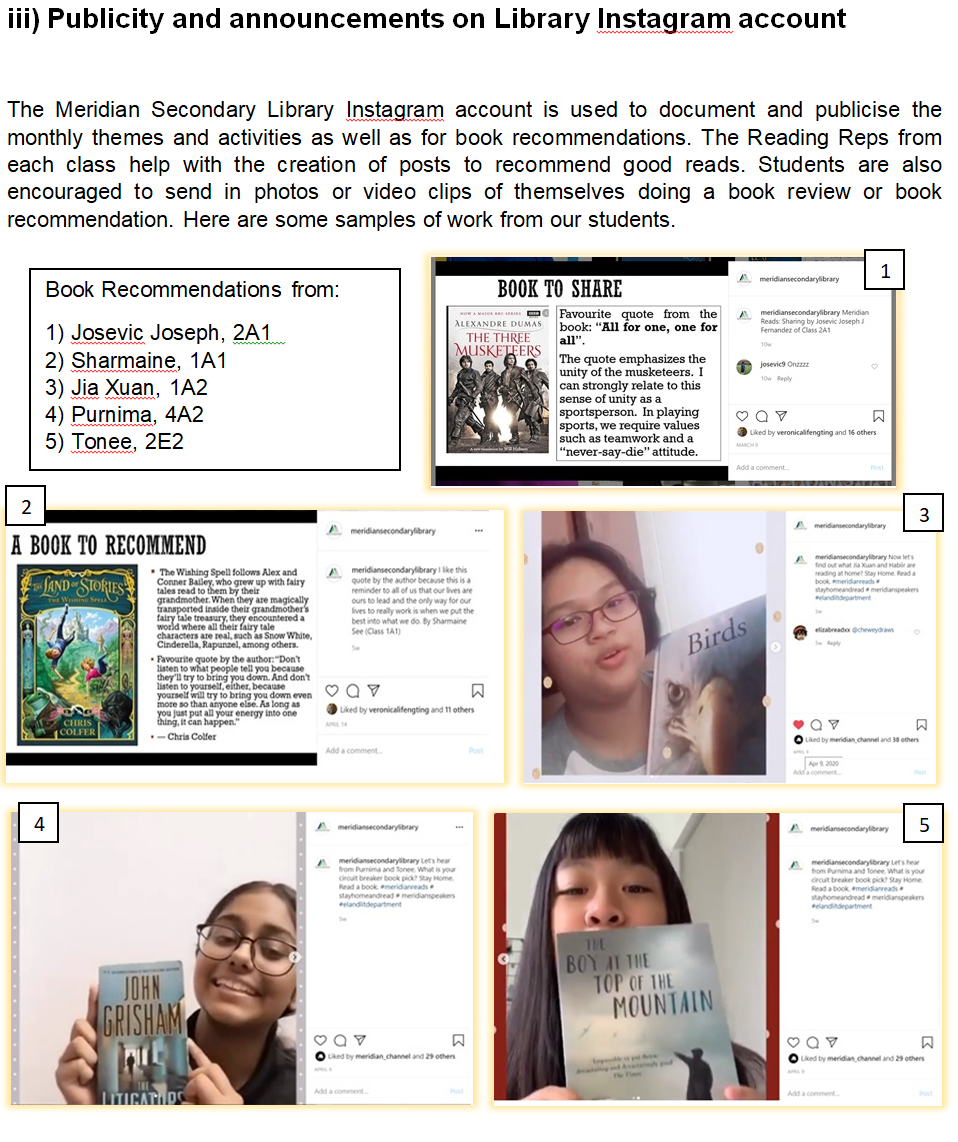 iii) Publicity and announcements on Library Instagram account
The Meridian Secondary Library Instagram account is used to document and publicise the
monthly themes and activities as well as for book recommendations. The Reading Reps from
each class help with the creation of posts to recommend good reads. Students are also
encouraged to send in photos or video clips of themselves doing a book review or book
recommendation. Here are some samples of work from our students.
Book Recommendations from:
1) Josevic Joseph, 2A1
2) Sharmaine, 1A1
3) Jia Xuan, 1A2
4) Purnima, 4A2
5) Tonee, 2E2
1
BOOK TO SHARE
NOW A MAJOR BBC SERIES
ALEXANDRE DUMAS
THE THREE
MUSKETEERS
Favourite quote from the
book: “All for one, one for
all”.
The quote emphasizes the
unity of the musketeers. I
can strongly relate to this
sense of unity as a
sportsperson. In playing
sports, we require values
such as teamwork and a
“never-say-die” attitude.
meridiansecondarylibrary
meridiansecondarylibrary Meridian
Reads: Sharing by Josevic Joseph J
Fernandez of Class 2A1
10w
josevic9 Onzzzz
10w Reply
Liked by veronicalifengting and 16 others
MARCH 9
Add a comment...
Post
2
A BOOK TO RECOMMEND
THE LAND OF STORIES
THE WISHING SPELL
CHRIS
COLFER
▪ The Wishing Spell follows Alex and
Conner Bailey, who grew up with fairy
tales read to them by their
grandmother. When they are magically
transported inside their grandmother's
fairy tale treasury, they encountered a
world where all their fairy tale
characters are real, such as Snow White,
Cinderella, Rapunzel, among others.
▪ Favourite quote by the author: “Don't
listen to what people tell you because
they'll try to bring you down. And don't
listen to yourself, either, because
yourself will try to bring you down even
more so than anyone else. As long as
you just put all your energy into one
thing, it can happen.”
▪ — Chris Colfer
meridiansecondarylibrary
meridiansecondarylibrary I like this
quote by the author because this is a
reminder to all of us that our lives are
ours to lead and the only way for our
lives to really work is when we put the
best into what we do. By Sharmaine
See (Class 1A1)
5w
Liked by veronicalifengting and 11 others
APRIL 14
Add a comment...
Post
3
Birds
meridiansecondarylibrary
meridiansecondarylibrary Now let's
find out what Jia Xuan and Habiir are
reading at home? Stay Home. Read a
book. #meridianreads #
stayhomeandread # meridianspeakers
#elandlitdepartment
5w
elizabreadxx @cheweydraws
5w Reply
Liked by meridian_channel and 38 others
APRIL 9
Apr 9, 2020
Add a comment...
Post
4
JOHN
GRISHAM
THE
LITIGATORS
meridiansecondarylibrary
meridiansecondarylibrary Let's hear
from Purnima and Tonee. What is your
circuit breaker book pick? Stay Home.
Read a book. #meridianreads #
stayhomeandread # meridianspeakers
#elandlitdepartment
5w
Liked by meridian_channel and 29 others
APRIL 9
Add a comment...
Post
5
THE
BOY AT THE
TOP OF THE
MOUNTAIN
meridiansecondarylibrary
meridiansecondarylibrary Let's hear
from Purnima and Tonee. What is your
circuit breaker book pick? Stay Home.
Read a book. #meridianreads #
stayhomeandread # meridianspeakers
#elandlitdepartment
5w
Liked by meridian_channel and 29 others
APRIL 9
Add a comment...
Post